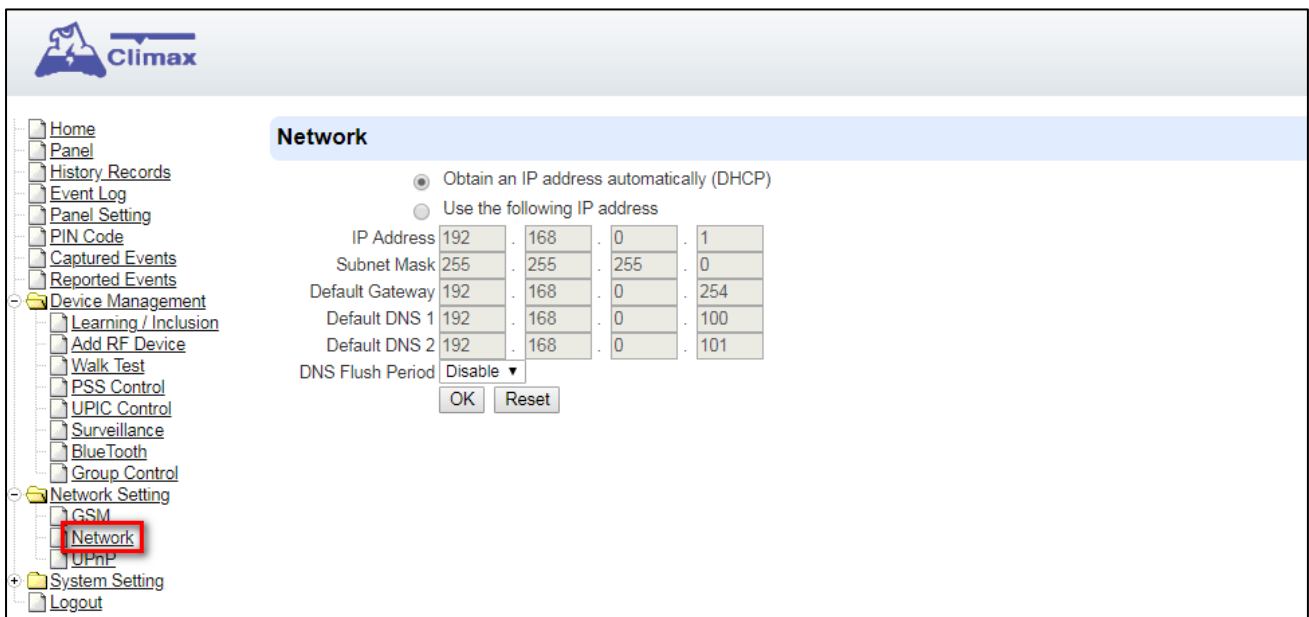 Climax
Home
Panel
History Records
Event Log
Panel Setting
PIN Code
Captured Events
Reported Events
Device Management
Learning / Inclusion
Add RF Device
Walk Test
PSS Control
UPIC Control
Surveillance
BlueTooth
Group Control
Network Setting
GSM
Network
UPnP
System Setting
Logout
Network
Obtain an IP address automatically (DHCP)
Use the following IP address
IP Address 192 . 168 . 0 . 1
Subnet Mask 255 . 255 . 255 . 0
Default Gateway 192 . 168 . 0 . 254
Default DNS 1 192 . 168 . 0 . 100
Default DNS 2 192 . 168 . 0 . 101
DNS Flush Period Disable
OK Reset